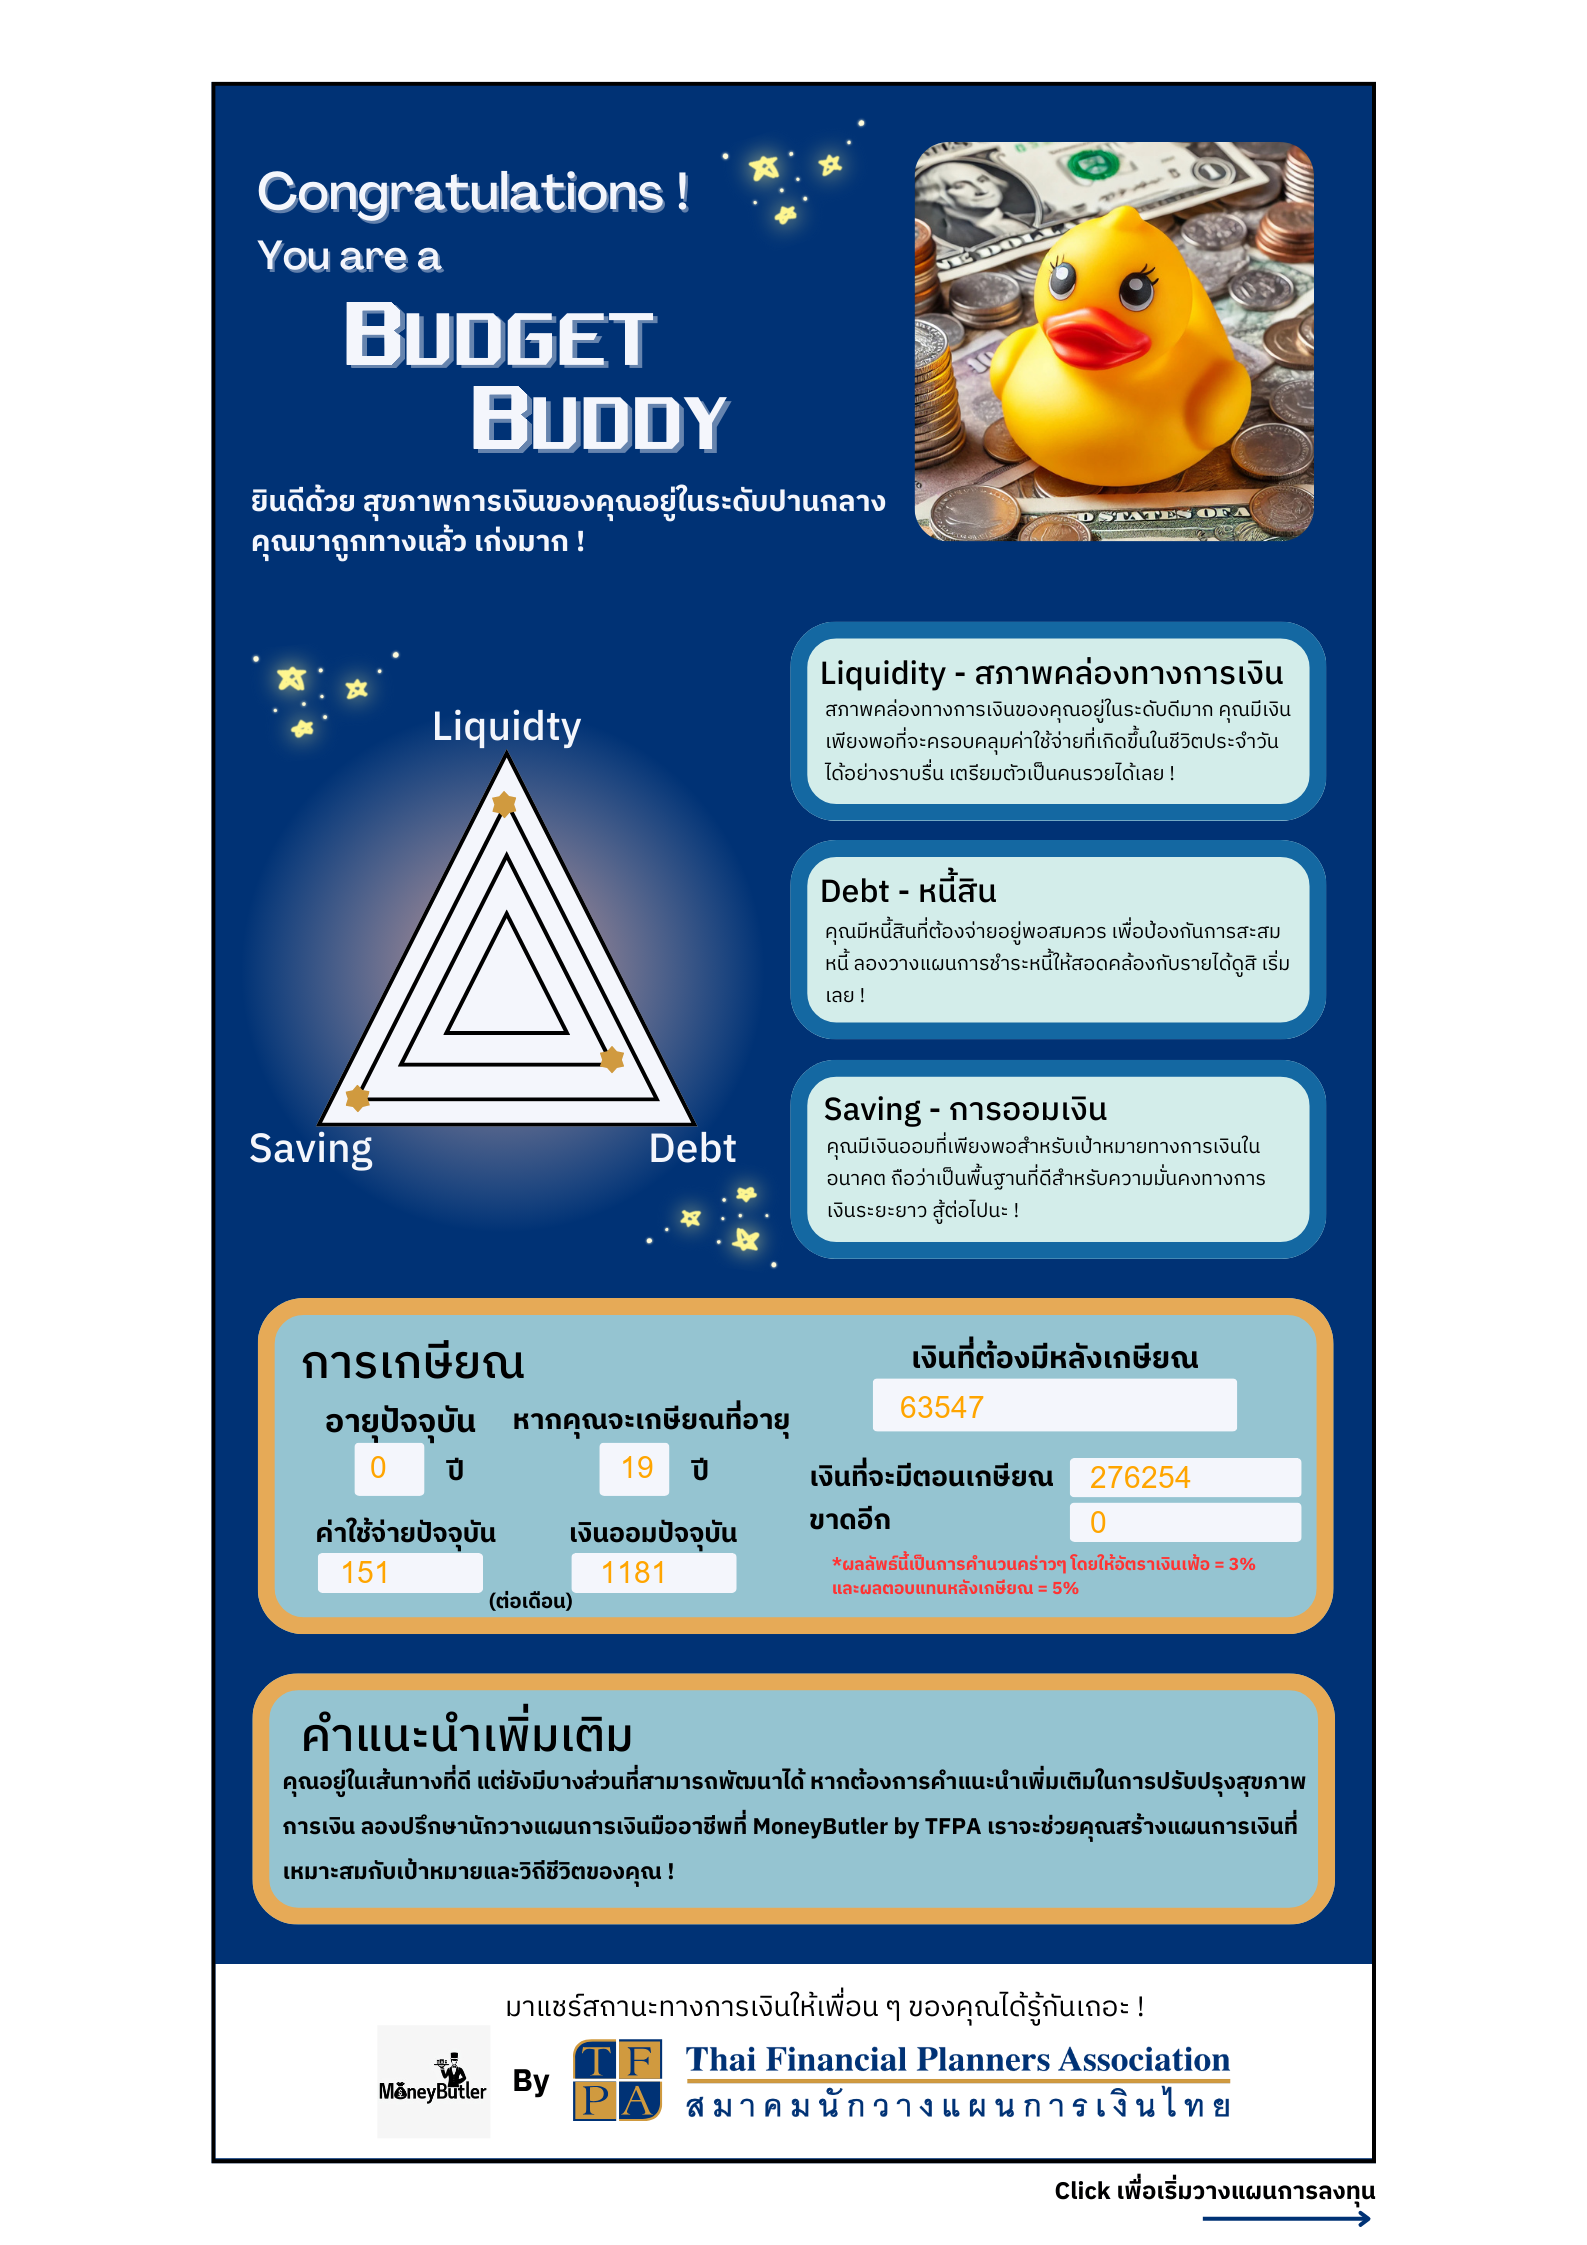 Congratulations !
You are a
BUDGET
BUDDY
ยินดีด้วย สุขภาพการเงินของคุณอยู่ในระดับปานกลาง
คุณมาถูกทางแล้ว เก่งมาก !
Liquidty
Saving
Debt
Liquidity - สภาพคล่องทางการเงิน
สภาพคล่องทางการเงินของคุณอยู่ในระดับดีมาก คุณมีเงิน
เพียงพอที่จะครอบคลุมค่าใช้จ่ายที่เกิดขึ้นในชีวิตประจำวัน
ได้อย่างราบรื่น เตรียมตัวเป็นคนรวยได้เลย !
Debt - หนี้สิน
คุณมีหนี้สินที่ต้องจ่ายอยู่พอสมควร เพื่อป้องกันการสะสม
หนี้ ลองวางแผนการชำระหนี้ให้สอดคล้องกับรายได้ดูสิ เริ่ม
เลย !
Saving - การออมเงิน
คุณมีเงินออมที่เพียงพอสำหรับเป้าหมายทางการเงินใน
อนาคต ถือว่าเป็นพื้นฐานที่ดีสำหรับความมั่นคงทางการ
เงินระยะยาว สู้ต่อไปนะ !
การเกษียณ
อายุปัจจุบัน หากคุณจะเกษียณที่อายุ
0 ปี 19 ปี
ค่าใช้จ่ายปัจจุบัน เงินออมปัจจุบัน
151 1181
(ต่อเดือน)
เงินที่ต้องมีหลังเกษียณ
63547
เงินที่จะมีตอนเกษียณ 276254
ขาดอีก 0
*ผลลัพธ์นี้เป็นการคำนวนคร่าวๆ โดยให้อัตราเงินเฟ้อ = 3%
และผลตอบแทนหลังเกษียณ = 5%
คำแนะนำเพิ่มเติม
คุณอยู่ในเส้นทางที่ดี แต่ยังมีบางส่วนที่สามารถพัฒนาได้ หากต้องการคำแนะนำเพิ่มเติมในการปรับปรุงสุขภาพ
การเงิน ลองปรึกษานักวางแผนการเงินมืออาชีพที่ MoneyButler by TFPA เราจะช่วยคุณสร้างแผนการเงินที่
เหมาะสมกับเป้าหมายและวิถีชีวิตของคุณ !
มาแชร์สถานะทางการเงินให้เพื่อน ๆ ของคุณได้รู้กันเถอะ !
MoneyButler
By
TF
PA
Thai Financial Planners Association
สมาคมนักวางแผนการเงินไทย
Click เพื่อเริ่มวางแผนการลงทุน